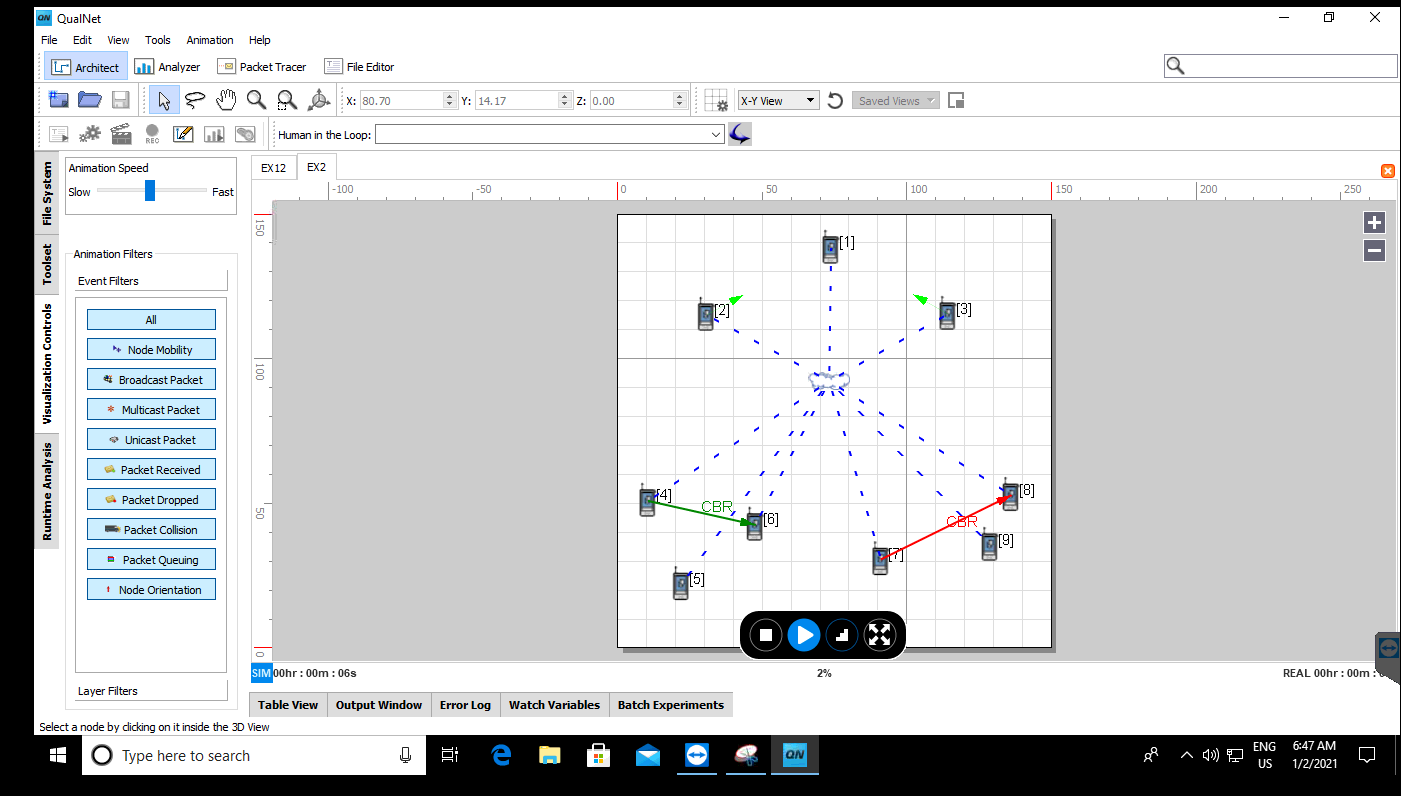 QN QualNet
File Edit View Tools Animation Help
Architect Analyzer Packet Tracer File Editor
X: 80.70 Y: 14.17 Z: 0.00 X-Y View Saved Views
REC Human in the Loop:
File System
Toolset
Visualization Controls
Runtime Analysis
Animation Speed
Slow Fast
Animation Filters
Event Filters
All
Node Mobility
Broadcast Packet
Multicast Packet
Unicast Packet
Packet Received
Packet Dropped
Packet Collision
Packet Queuing
Node Orientation
Layer Filters
EX12 EX2
-100 -50 0 50 100 150 200 250
150
100
50
0
[1]
[2]
[3]
[4]
CBR
[6]
[5]
[7]
CBR
[8]
[9]
SIM 00hr : 00m : 06s 2% REAL 00hr : 00m :
Table View Output Window Error Log Watch Variables Batch Experiments
Select a node by clicking on it inside the 3D View
Type here to search
QN
ENG
US
6:47 AM
1/2/2021